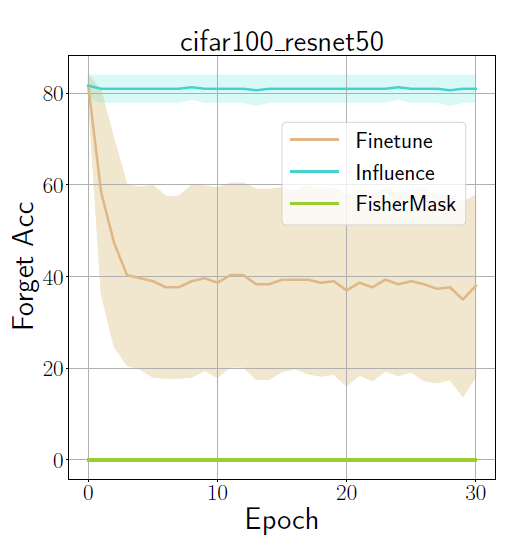 cifar100_resnet50
Forget Acc
80
60
40
20
0
Finetune
Influence
FisherMask
0 10 20 30
Epoch